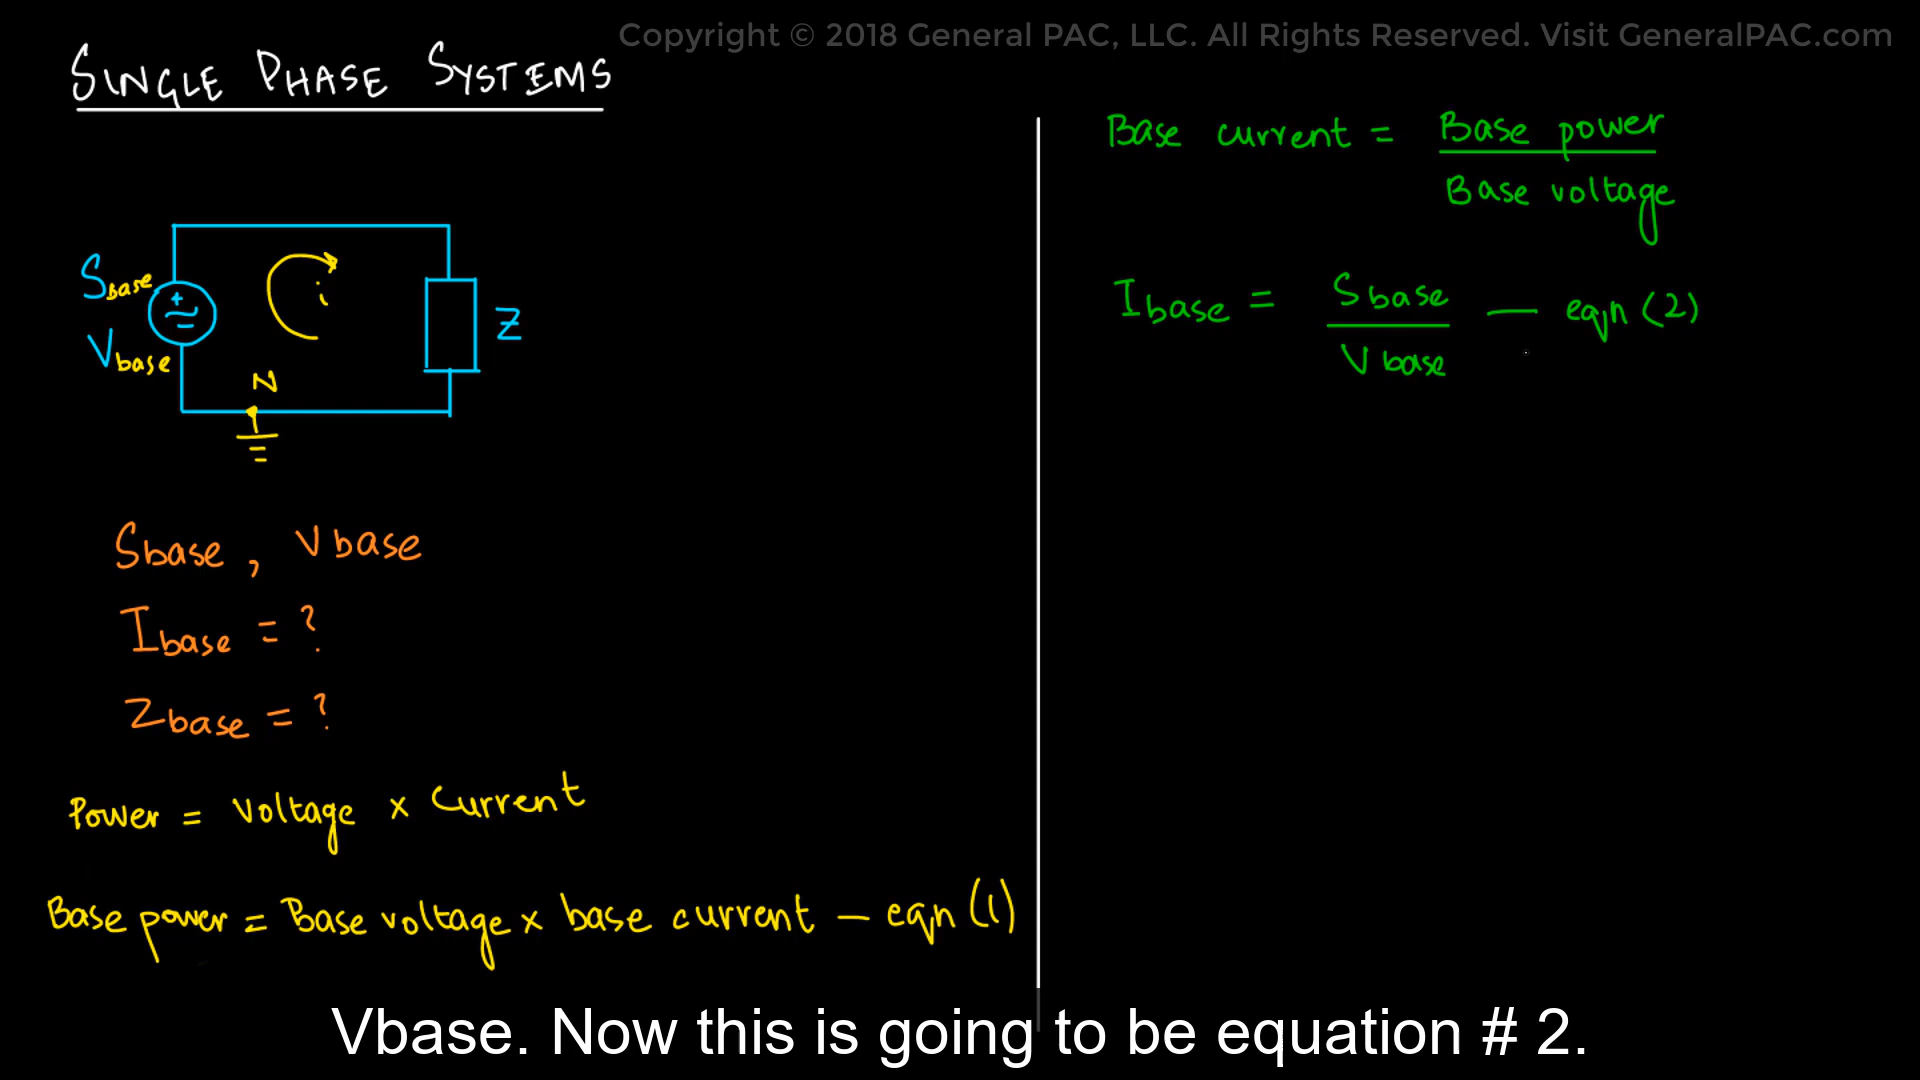 Copyright © 2018 General PAC, LLC. All Rights Reserved. Visit GeneralPAC.com
SINGLE PHASE SYSTEMS
Sbase
Vbase
+
i
N
Z
Sbase, Vbase
Ibase = ?
Zbase = ?
Power = Voltage × Current
Base power = Base voltage × base current — eqn (1)
Base current = Base power
Base voltage
Ibase = Sbase — eqn (2)
Vbase
Vbase. Now this is going to be equation # 2.